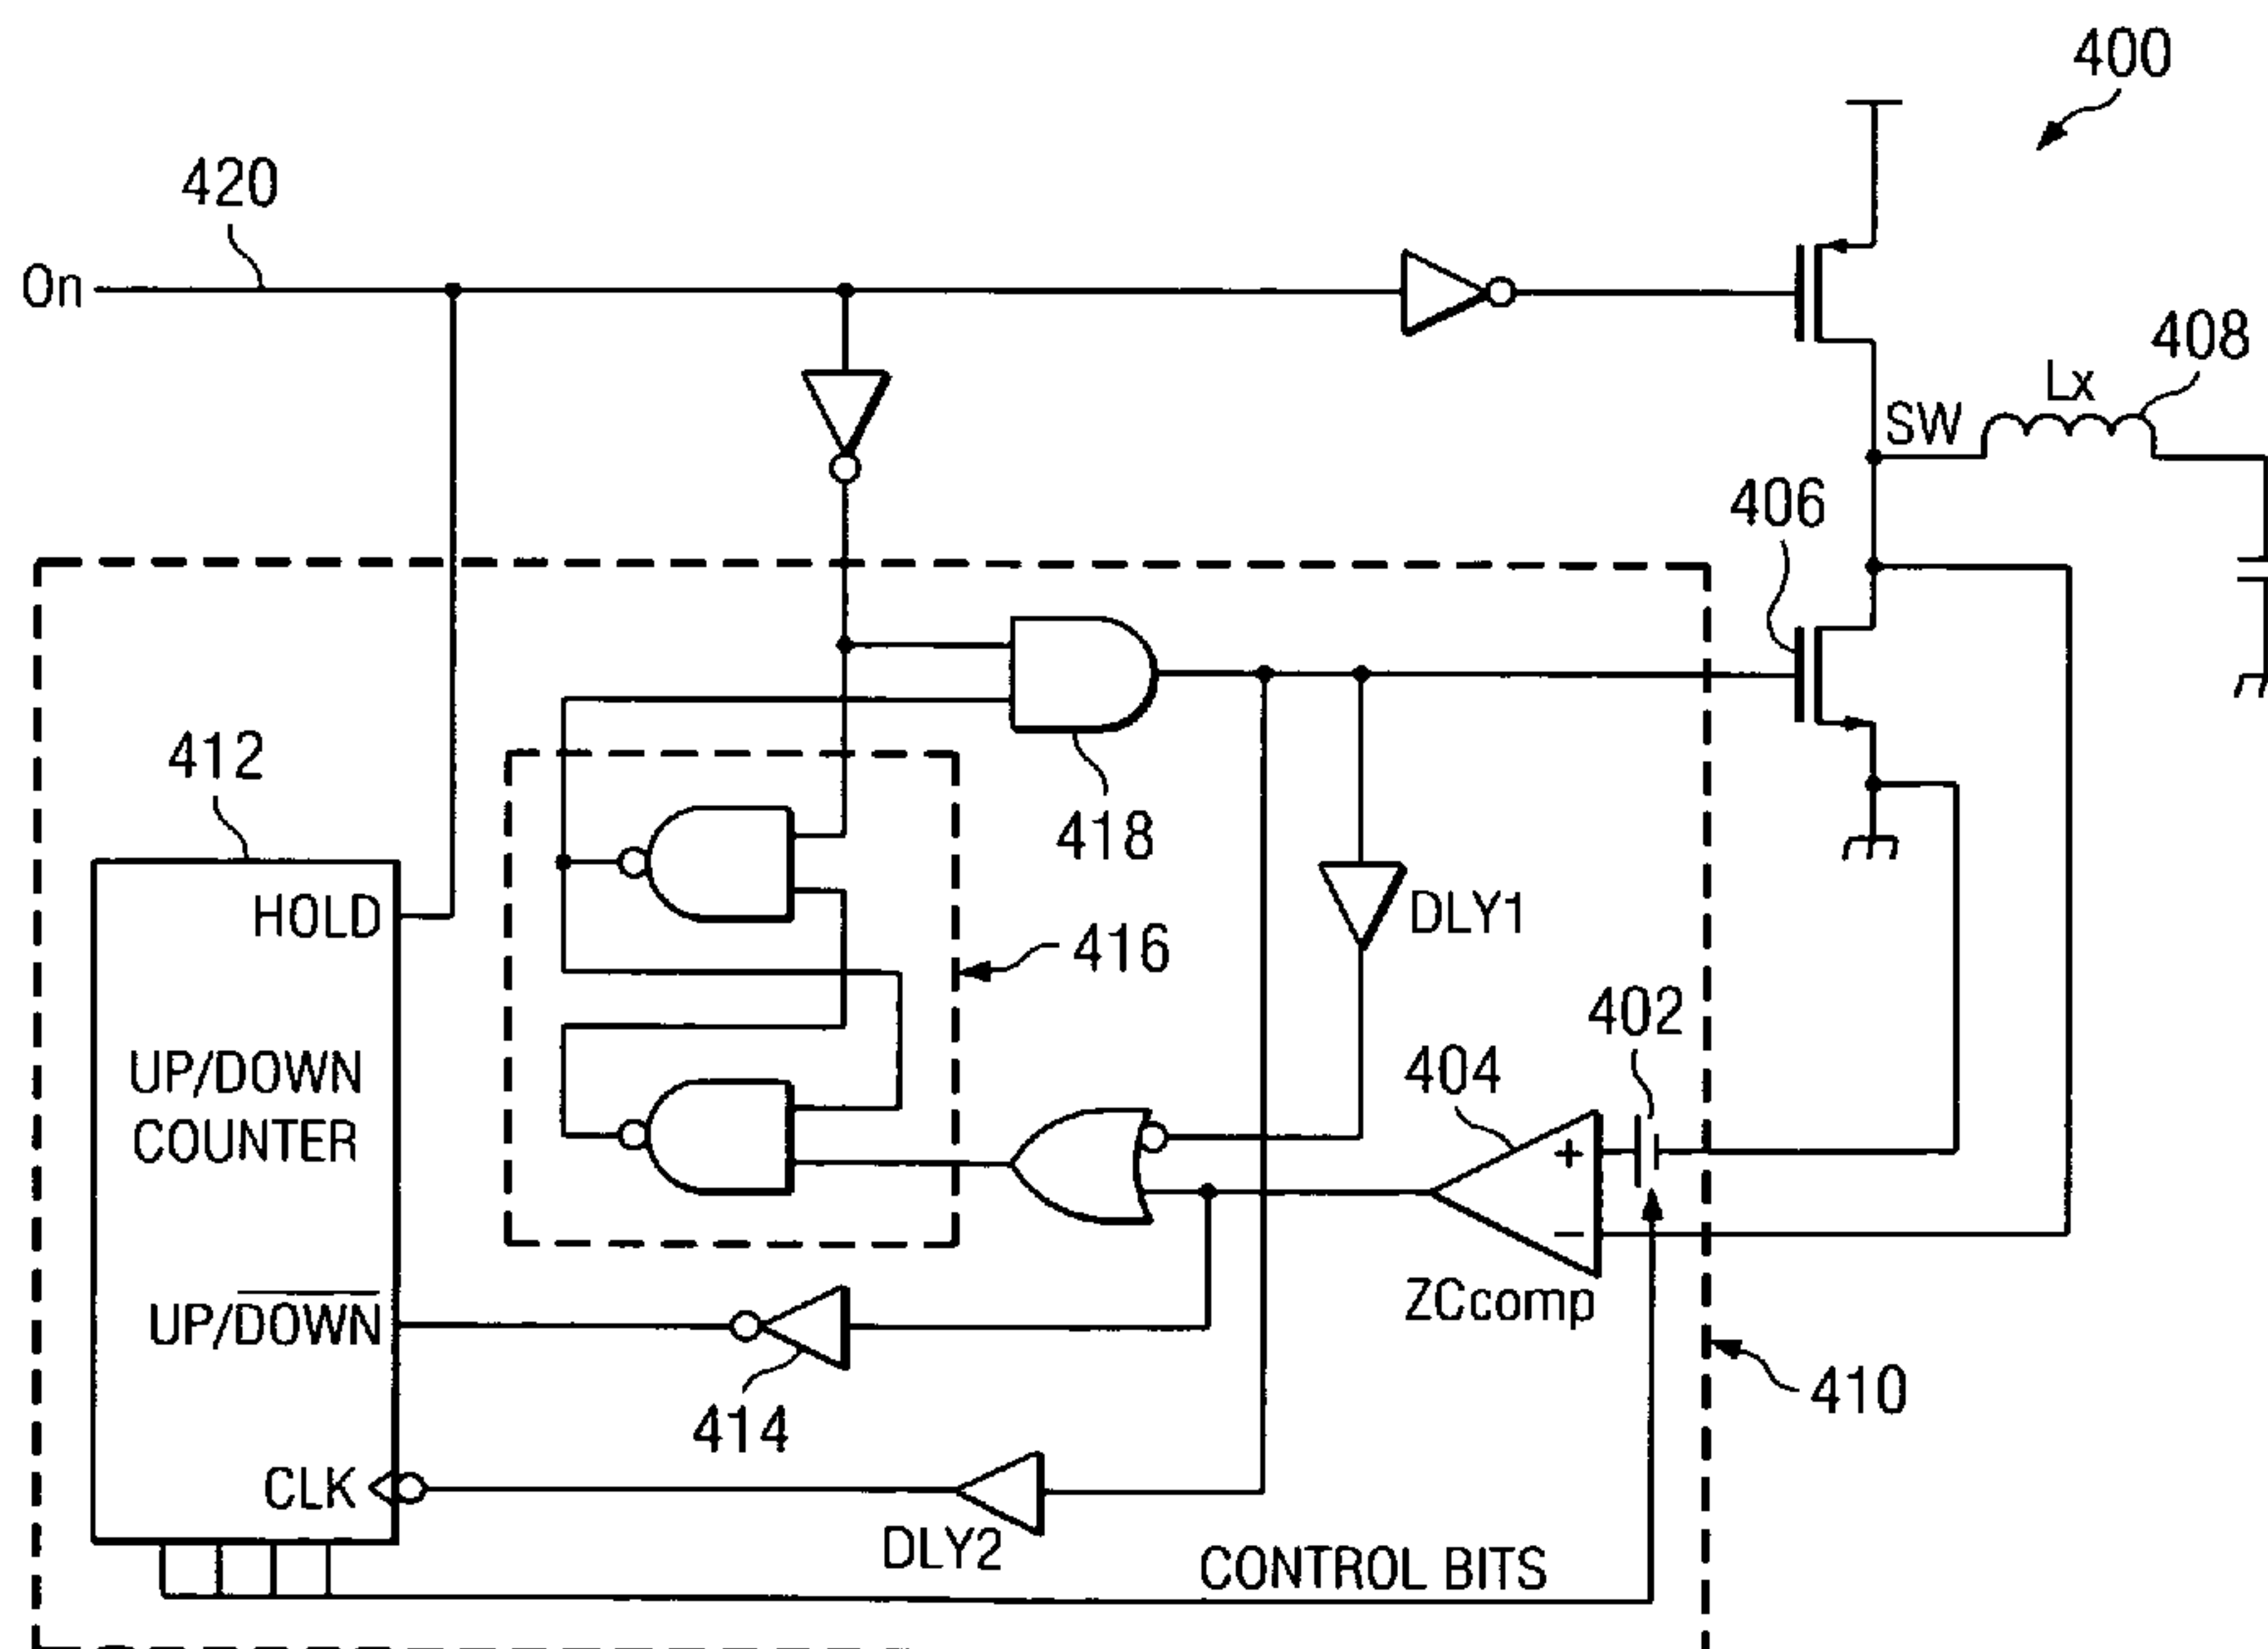 400
420
On
408
Lx
SW
406
412
418
HOLD
DLY1
416
402
404
UP/DOWN
COUNTER
+
−
ZCcomp
UP/DOWN
410
414
CLK
DLY2
CONTROL BITS